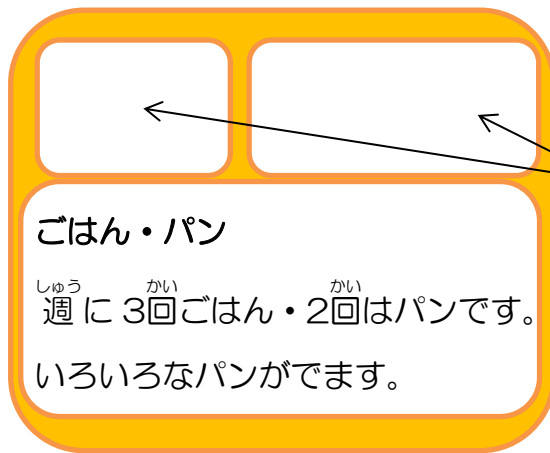 ごはん・パン
週に3回ごはん・2回はパンです。
しゅう かい かい
いろいろなパンがでます。